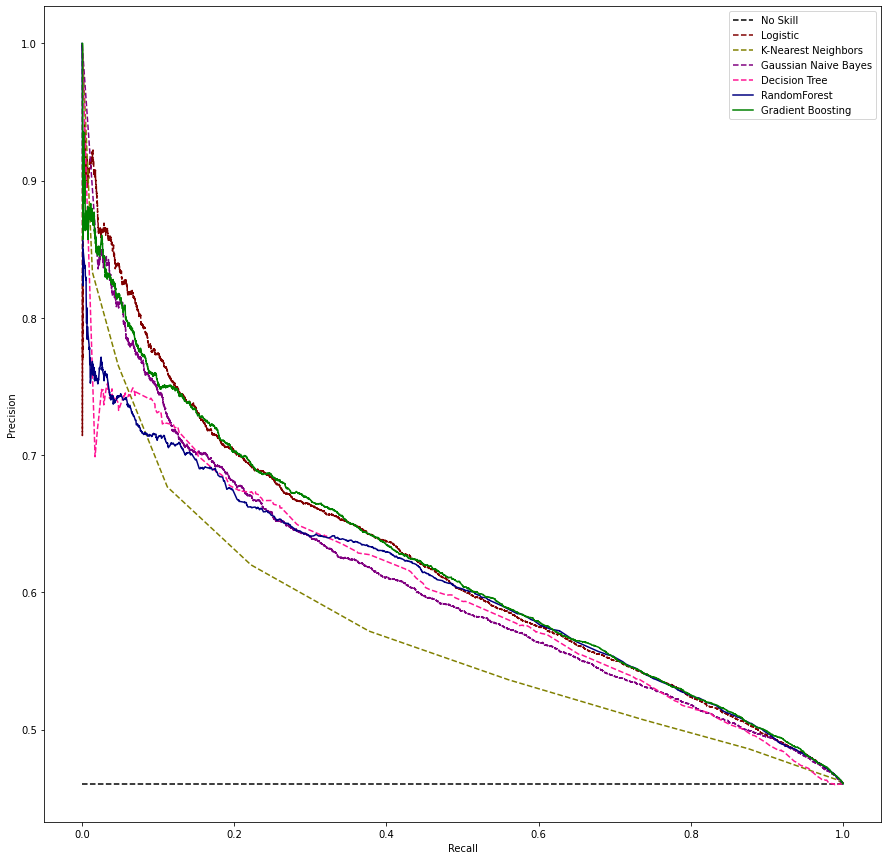 No Skill
Logistic
K-Nearest Neighbors
Gaussian Naive Bayes
Decision Tree
RandomForest
Gradient Boosting
1.0
0.9
0.8
0.7
0.6
0.5
Precision
0.0 0.2 0.4 0.6 0.8 1.0
Recall